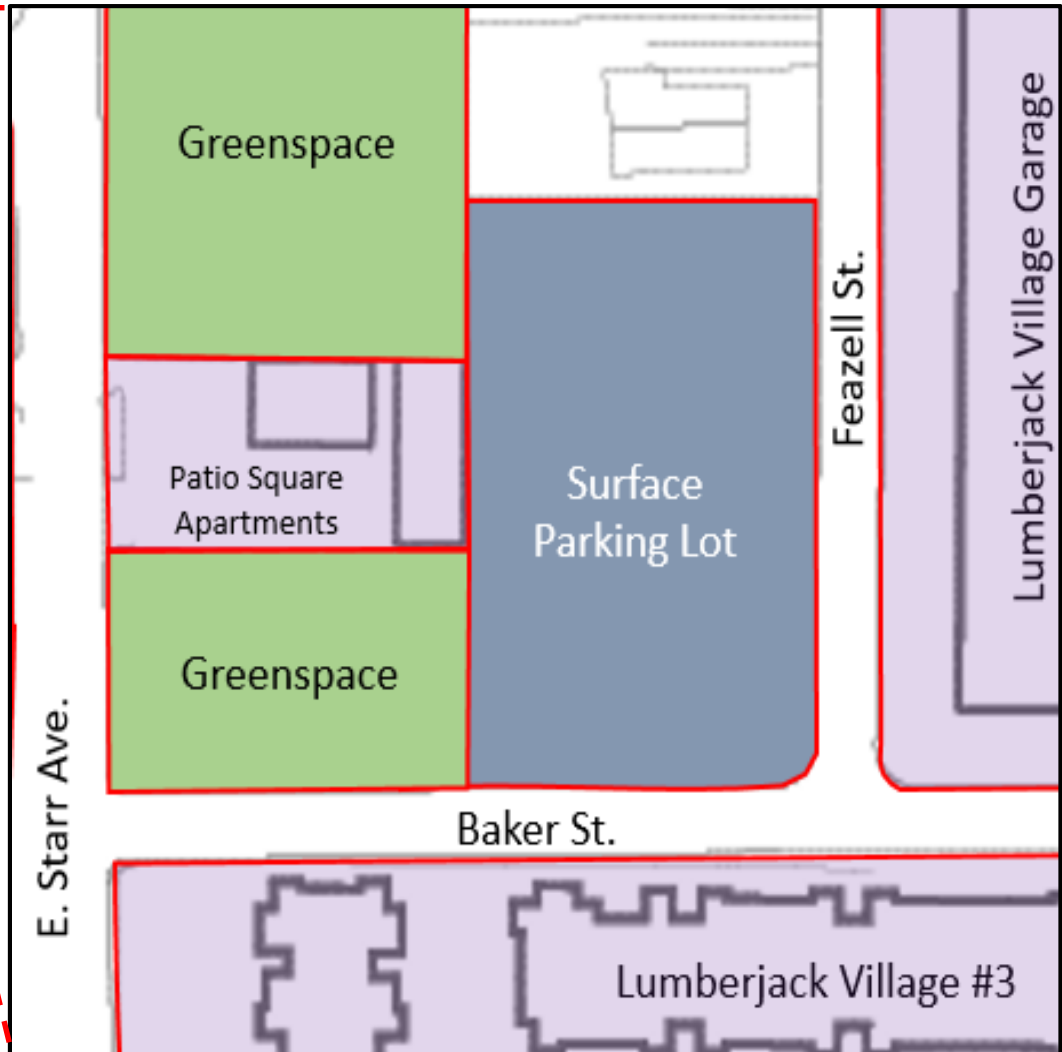 Greenspace
Lumberjack Village Garage
Feazell St.
Patio Square
Apartments
Surface
Parking Lot
Greenspace
E. Starr Ave.
Baker St.
Lumberjack Village #3